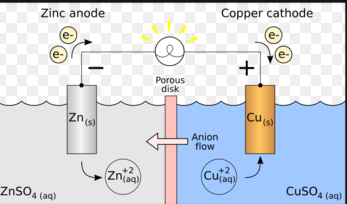 Zinc anode
Copper cathode
e-
e-
e-
e-
−
+
Porous
disk
Zn(s)
Cu(s)
Anion
flow
Zn+2(aq)
Cu+2(aq)
ZnSO4 (aq)
CuSO4 (aq)